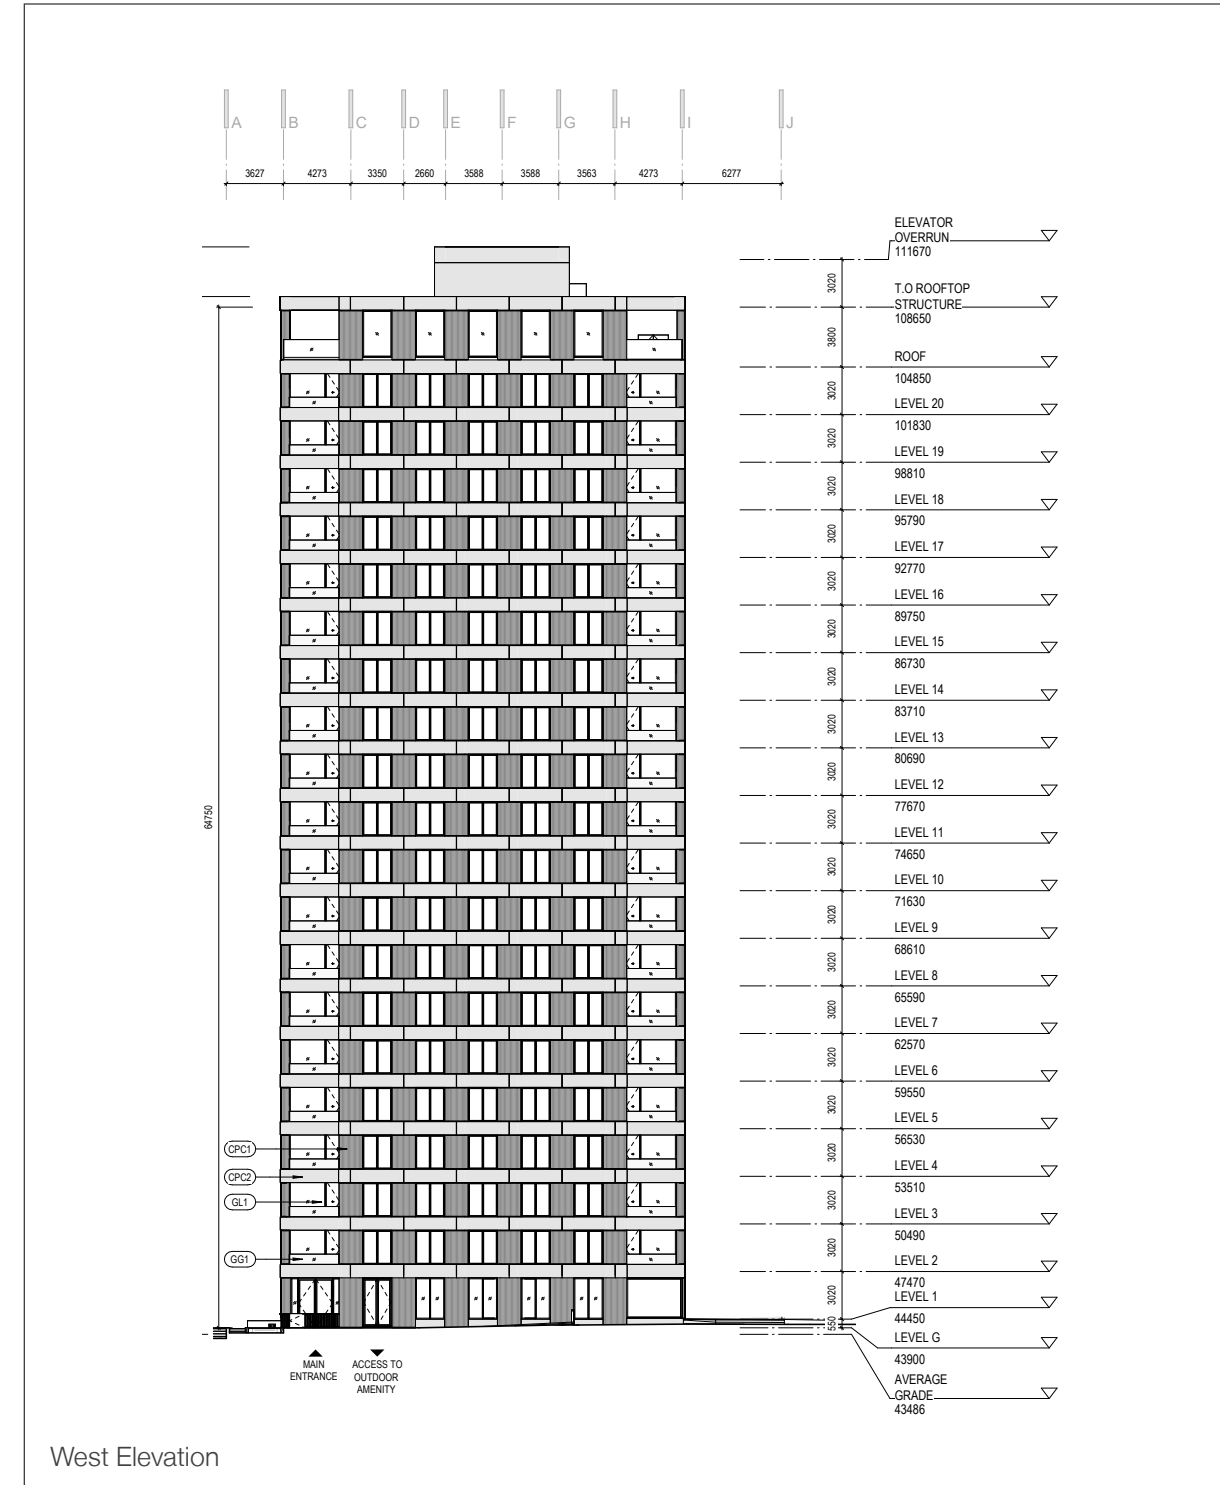 A B C D E F G H I J
3627 4273 3350 2660 3588 3588 3563 4273 6277
ELEVATOR
OVERRUN
111670
3020
T.O ROOFTOP
STRUCTURE
108650
3800
ROOF
104850
3020
LEVEL 20
101830
3020
LEVEL 19
98810
3020
LEVEL 18
95790
3020
LEVEL 17
92770
3020
LEVEL 16
89750
3020
LEVEL 15
86730
3020
LEVEL 14
83710
3020
LEVEL 13
80690
3020
LEVEL 12
77670
3020
LEVEL 11
74650
3020
LEVEL 10
71630
3020
LEVEL 9
68610
3020
LEVEL 8
65590
3020
LEVEL 7
62570
3020
LEVEL 6
59550
3020
LEVEL 5
56530
3020
LEVEL 4
53510
3020
LEVEL 3
50490
3020
LEVEL 2
47470
3020
LEVEL 1
44450
550
LEVEL G
43900
AVERAGE
GRADE
43486
64750
CPC1
CPC2
GL1
GG1
MAIN
ENTRANCE
ACCESS TO
OUTDOOR
AMENITY
West Elevation